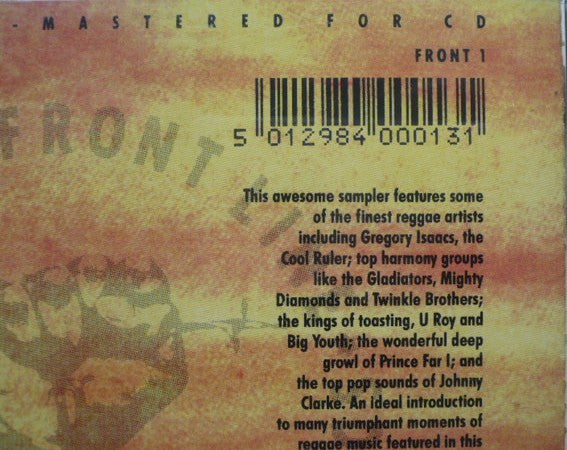 - MASTERED FOR CD
FRONT 1
5 012984 000131
FRONT LI
This awesome sampler features some
of the finest reggae artists
including Gregory Isaacs, the
Cool Ruler; top harmony groups
like the Gladiators, Mighty
Diamonds and Twinkle Brothers;
the kings of toasting, U Roy and
Big Youth; the wonderful deep
growl of Prince Far I; and
the top pop sounds of Johnny
Clarke. An ideal introduction
to many triumphant moments of
reggae music featured in this